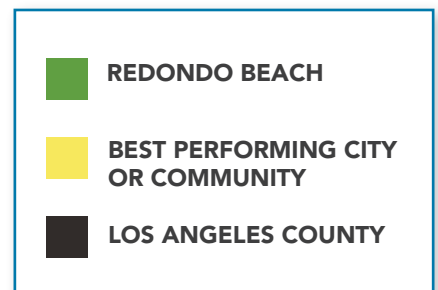 REDONDO BEACH
BEST PERFORMING CITY
OR COMMUNITY
LOS ANGELES COUNTY